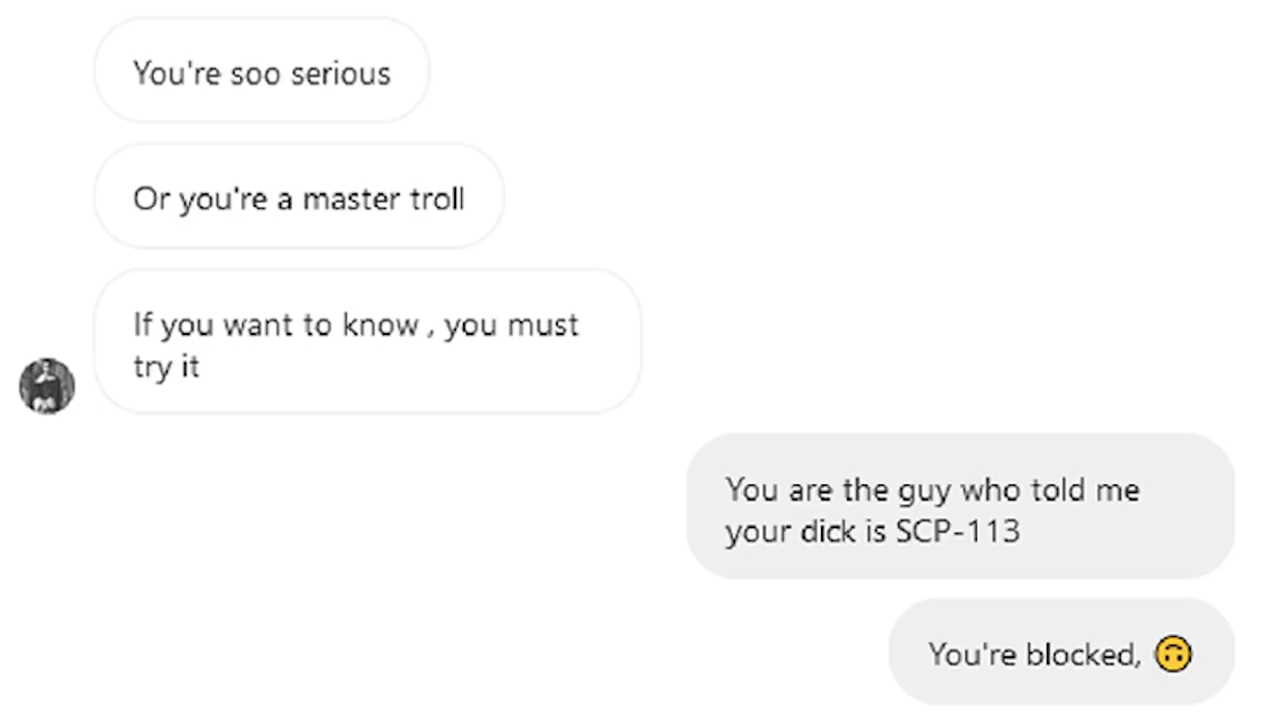 You're soo serious
Or you're a master troll
If you want to know , you must
try it
You are the guy who told me
your dick is SCP-113
You're blocked, 🙃